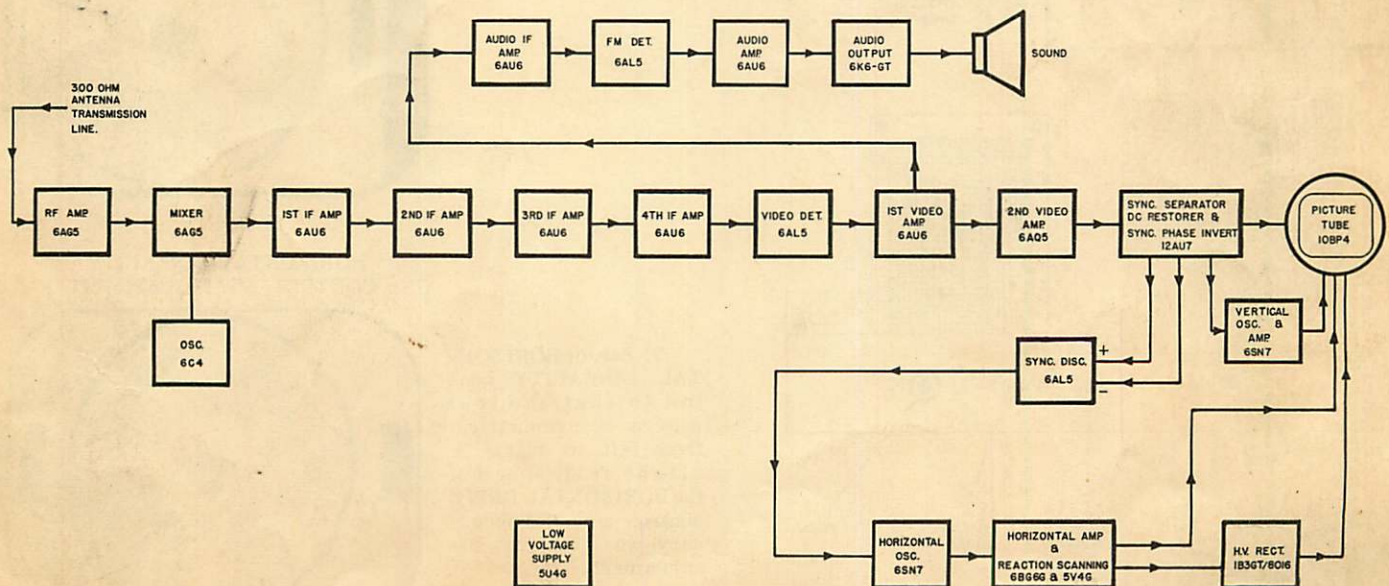 AUDIO IF
AMP.
6AU6
FM DET.
6AL5
AUDIO
AMP
6AU6
AUDIO
OUTPUT
6K6-GT
SOUND
300 OHM
ANTENNA
TRANSMISSION
LINE.
RF AMP.
6AG5
MIXER
6AG5
1ST IF AMP
6AU6
2ND IF AMP
6AU6
3RD IF AMP
6AU6
4TH IF AMP
6AU6
VIDEO DET.
6AL5
1ST VIDEO
AMP.
6AU6
2ND VIDEO
AMP.
6AQ5
SYNC. SEPARATOR
DC RESTORER &
SYNC. PHASE INVERT
12AU7
PICTURE
TUBE
10BP4
OSC.
6C4
VERTICAL
OSC. &
AMP.
6SN7
SYNC. DISC.
6AL5
+
-
LOW
VOLTAGE
SUPPLY
5U4G
HORIZONTAL
OSC.
6SN7
HORIZONTAL AMP
&
REACTION SCANNING
6BG6G & 5V4G
H.V. RECT.
1B3GT/8016